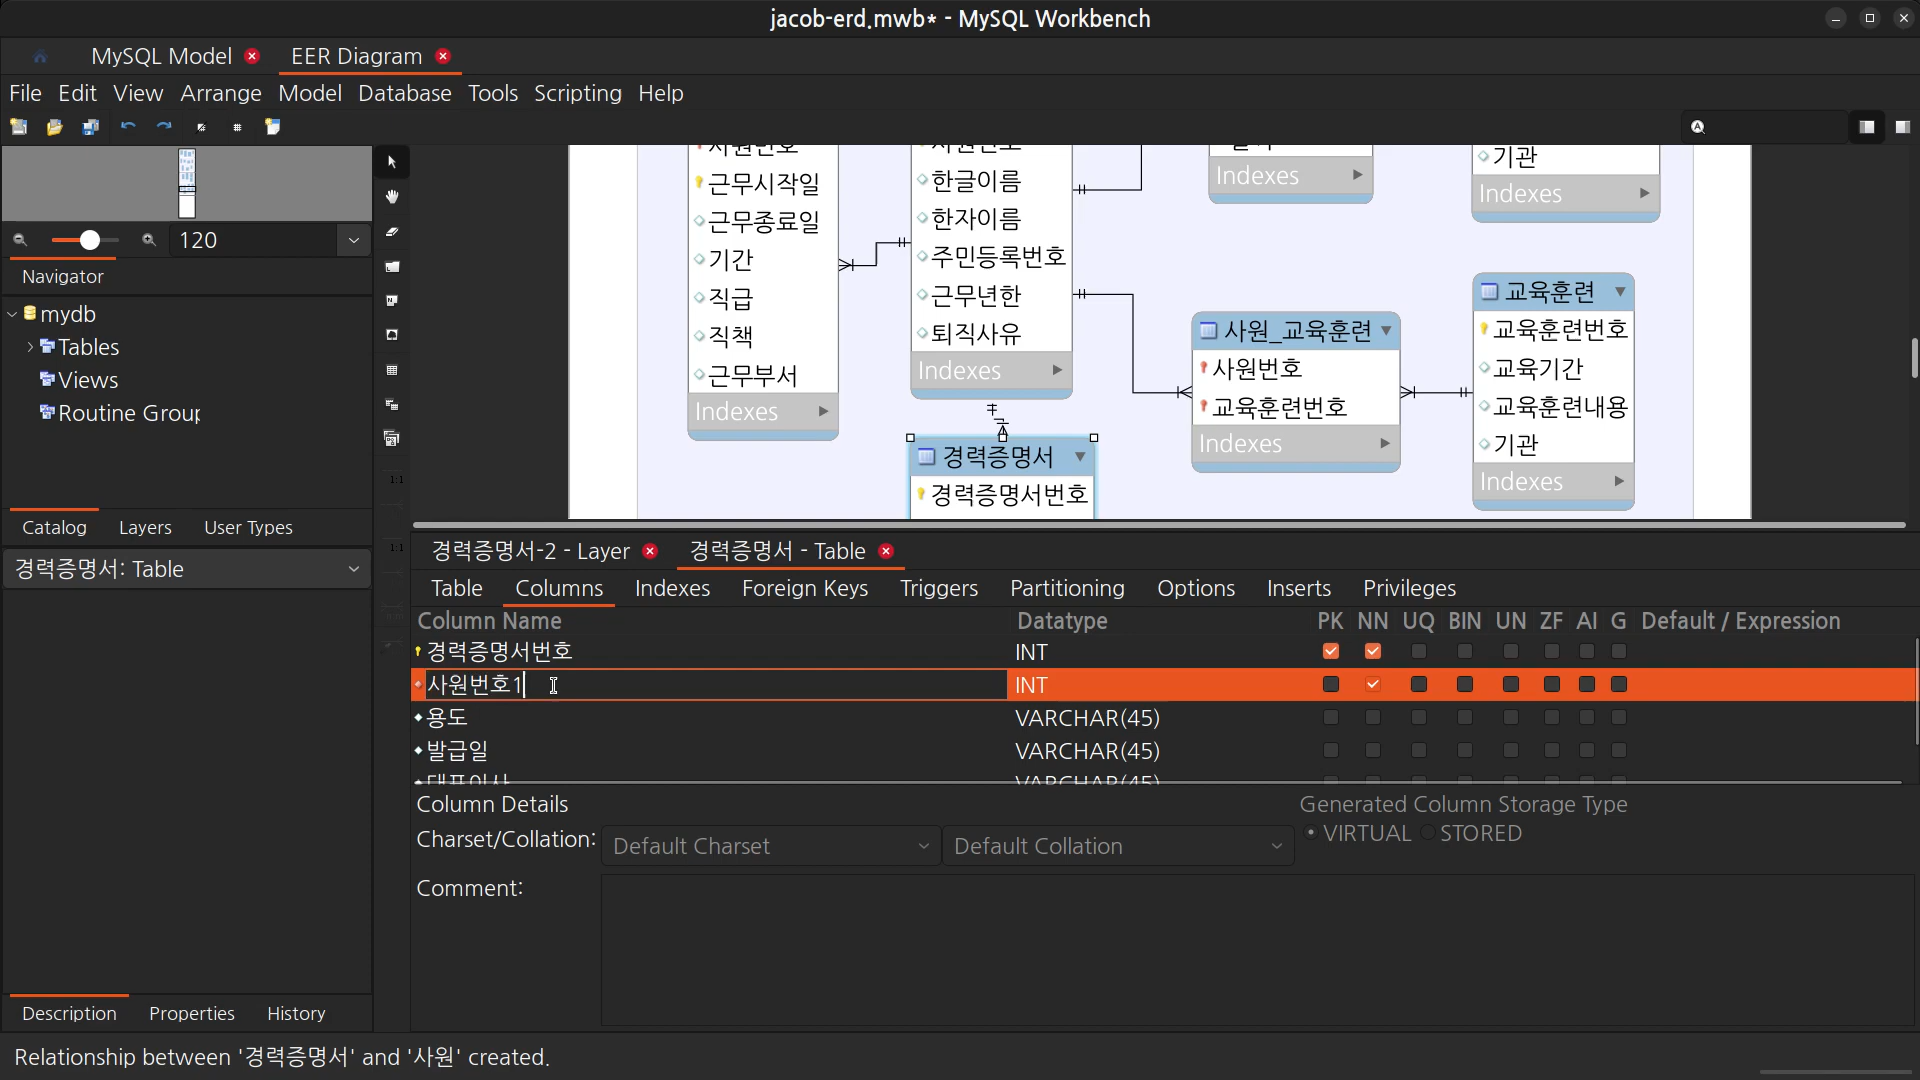 jacob-erd.mwb* - MySQL Workbench
MySQL Model
EER Diagram
File Edit View Arrange Model Database Tools Scripting Help
120
Navigator
mydb
Tables
Views
Routine Group
Catalog Layers User Types
경력증명서: Table
Description Properties History
사원번호
근무시작일
근무종료일
기간
직급
직책
근무부서
Indexes
한글이름
한자이름
주민등록번호
근무년한
퇴직사유
Indexes
Indexes
기관
Indexes
사원_교육훈련
사원번호
교육훈련번호
Indexes
교육훈련
교육훈련번호
교육기간
교육훈련내용
기관
Indexes
경력증명서
경력증명서번호
경력증명서-2 - Layer
경력증명서 - Table
Table Columns Indexes Foreign Keys Triggers Partitioning Options Inserts Privileges
Column Name Datatype PK NN UQ BIN UN ZF AI G Default / Expression
경력증명서번호 INT
사원번호1 INT
용도 VARCHAR(45)
발급일 VARCHAR(45)
대표이사 VARCHAR(45)
Column Details
Generated Column Storage Type
Charset/Collation: Default Charset Default Collation
VIRTUAL STORED
Comment:
Relationship between '경력증명서' and '사원' created.